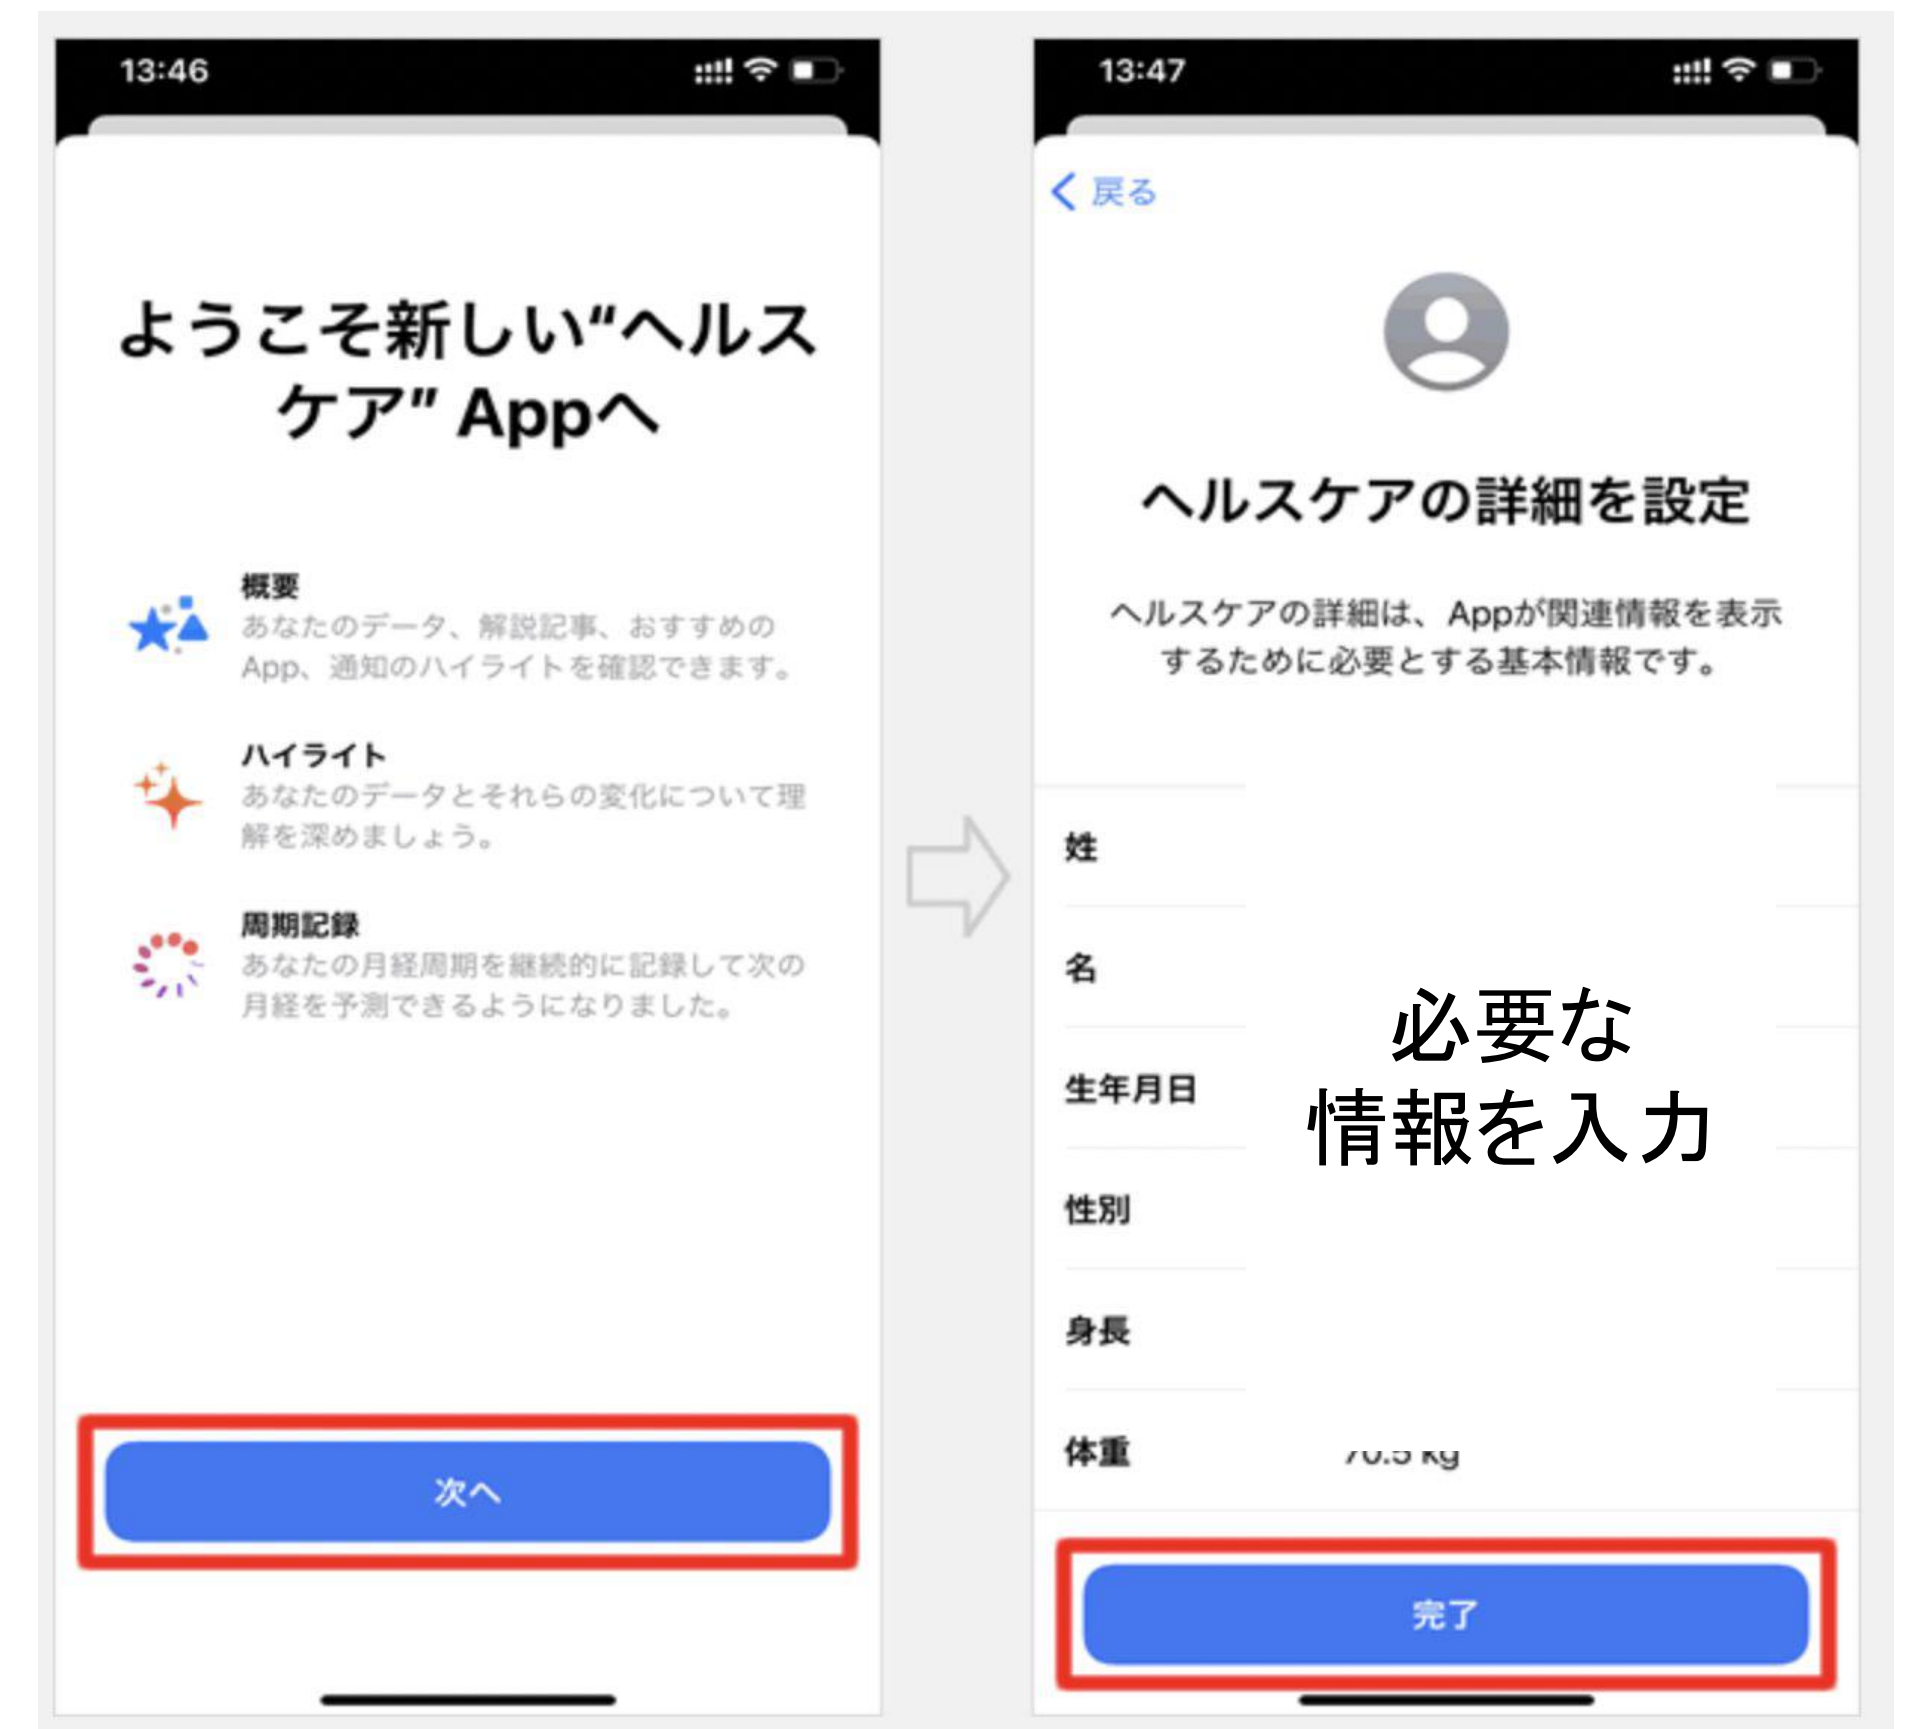 13:46
ようこそ新しい“ヘルス
ケア” Appへ
概要
あなたのデータ、解説記事、おすすめの
App、通知のハイライトを確認できます。
ハイライト
あなたのデータとそれらの変化について理
解を深めましょう。
周期記録
あなたの月経周期を継続的に記録して次の
月経を予測できるようになりました。
次へ
13:47
戻る
ヘルスケアの詳細を設定
ヘルスケアの詳細は、Appが関連情報を表示
するために必要とする基本情報です。
姓
名
生年月日
性別
身長
体重
必要な
情報を入力
完了